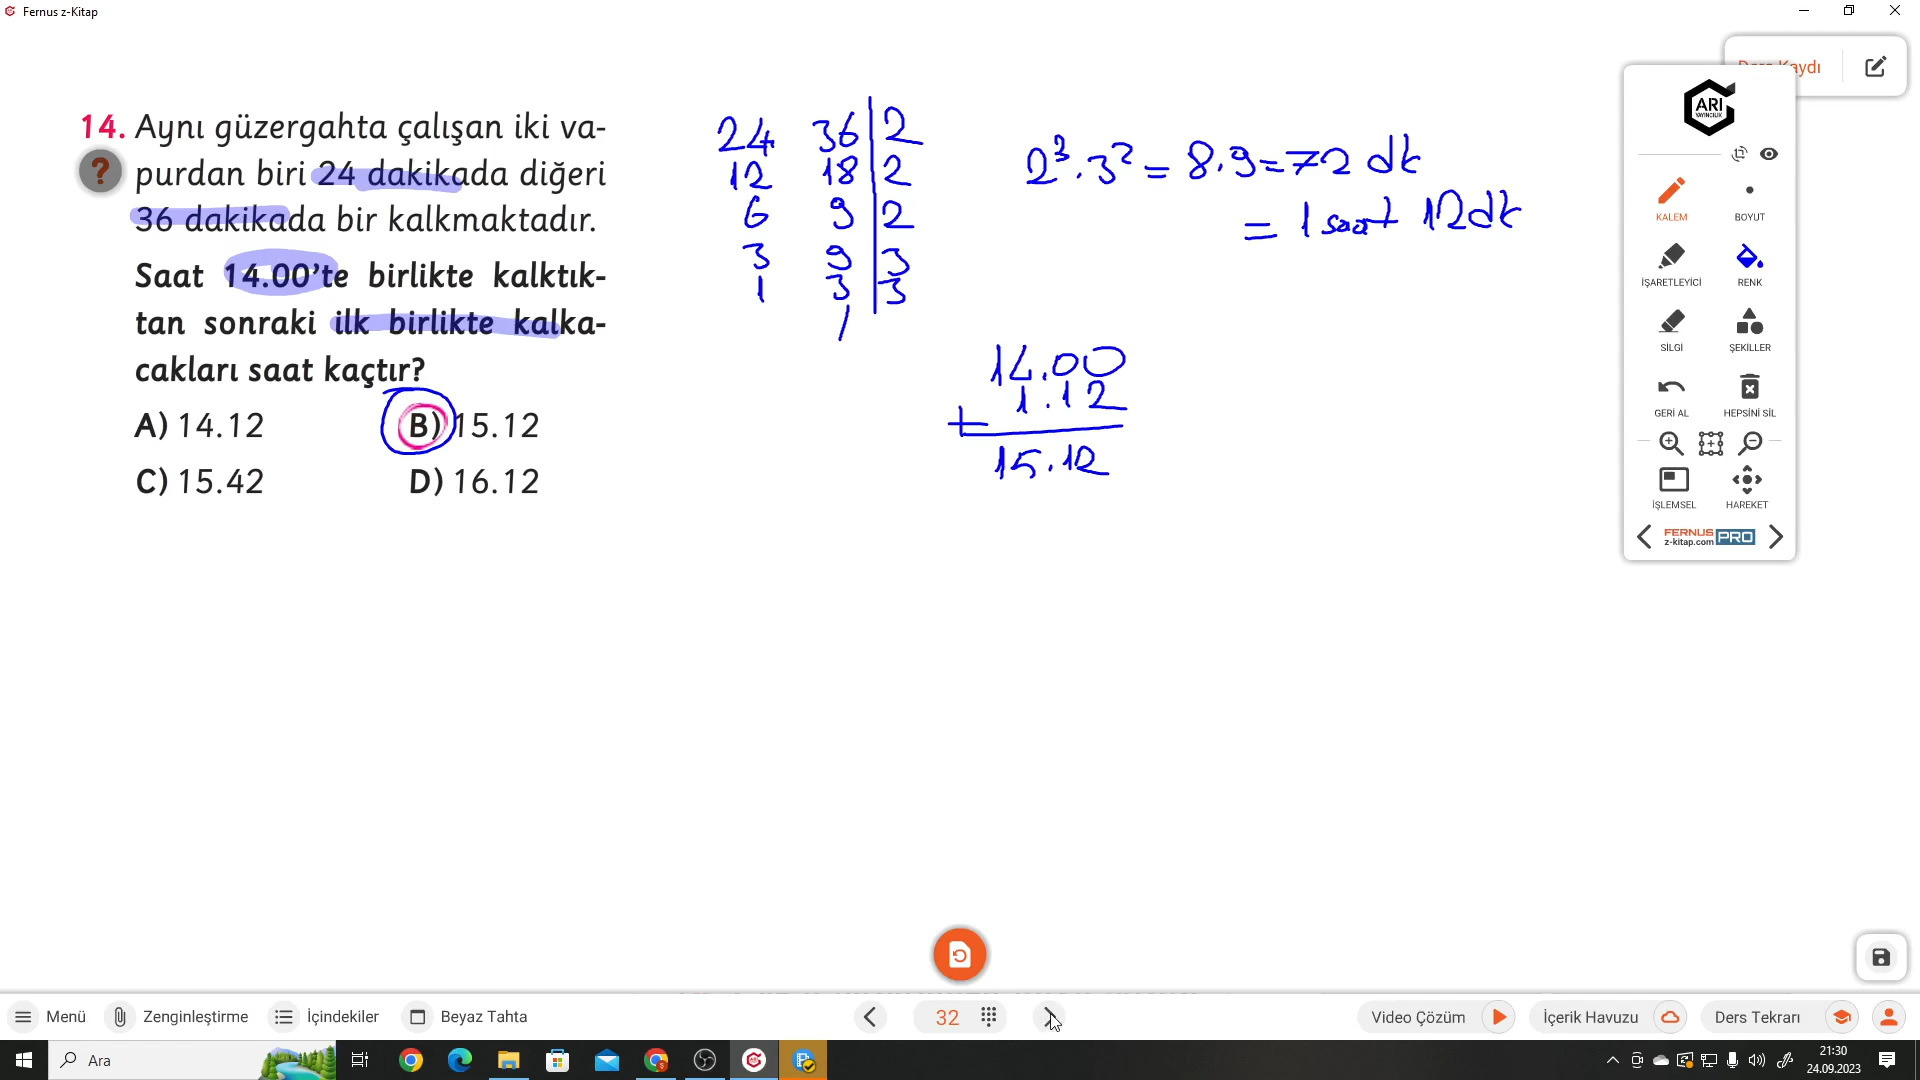 Fernus z-Kitap
Ders Kaydı
14. Aynı güzergahta çalışan iki va-
purdan biri 24 dakikada diğeri
36 dakikada bir kalkmaktadır.
Saat 14.00'te birlikte kalktık-
tan sonraki ilk birlikte kalka-
cakları saat kaçtır?
A) 14.12
B) 15.12
C) 15.42
D) 16.12
24 36 2
12 18 2
6 9 2
3 9 3
1 3 3
1
2³.3² = 8.9=72 dk
= 1 saat 12dk
14.00
1.12
+
15.12
ARI
YAYINCILIK
KALEM
BOYUT
İŞARETLEYİCİ
RENK
SİLGİ
ŞEKİLLER
GERİ AL
HEPSİNİ SİL
İŞLEMSEL
HAREKET
FERNUS
z-kitap.com PRO
Menü
Zenginleştirme
İçindekiler
Beyaz Tahta
32
Video Çözüm
İçerik Havuzu
Ders Tekrarı
Ara
21:30
24.09.2023